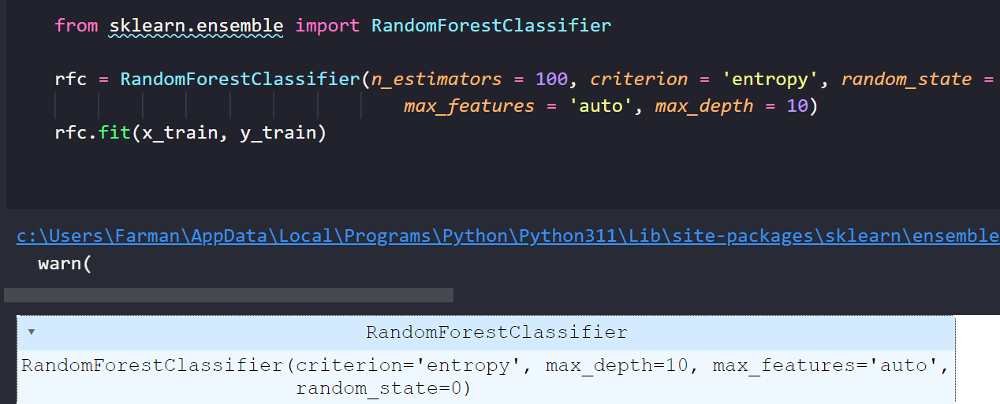 from sklearn.ensemble import RandomForestClassifier
rfc = RandomForestClassifier(n_estimators = 100, criterion = 'entropy', random_state =
max_features = 'auto', max_depth = 10)
rfc.fit(x_train, y_train)
c:\Users\Farman\AppData\Local\Programs\Python\Python311\Lib\site-packages\sklearn\ensemble
warn(
RandomForestClassifier
RandomForestClassifier(criterion='entropy', max_depth=10, max_features='auto',
random_state=0)